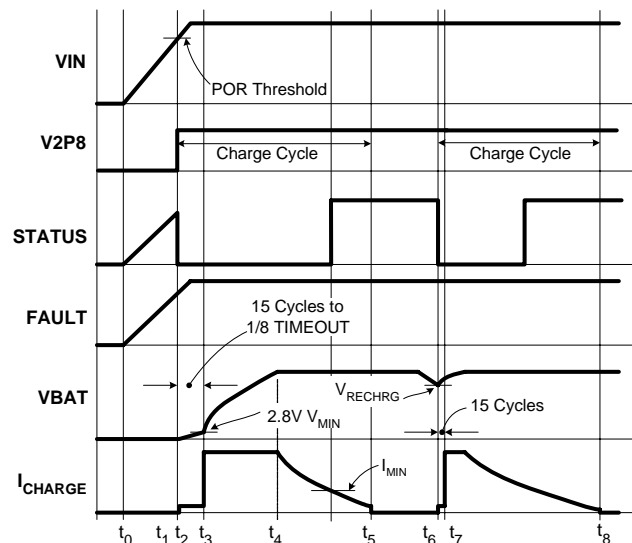 VIN
POR Threshold
V2P8
Charge Cycle
Charge Cycle
STATUS
FAULT
15 Cycles to
1/8 TIMEOUT
VBAT
VRECHRG
2.8V VMIN
15 Cycles
ICHARGE
IMIN
t0 t1 t2 t3 t4 t5 t6 t7 t8